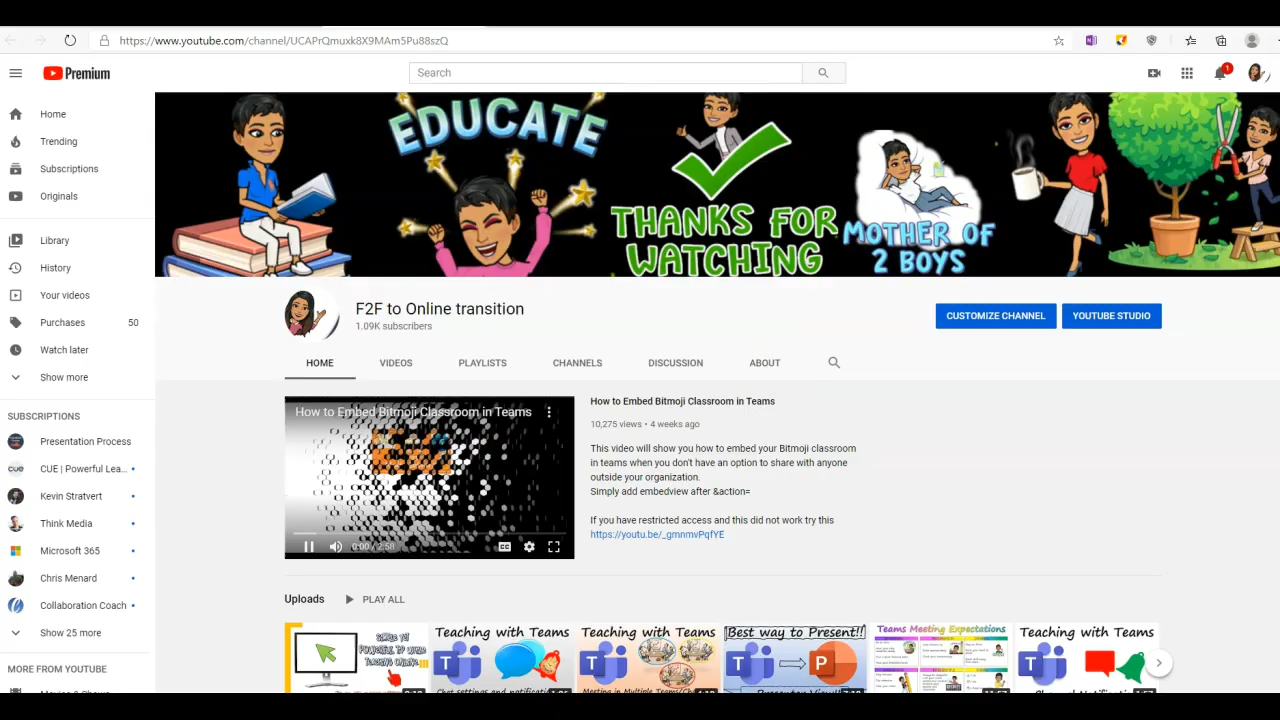 https://www.youtube.com/channel/UCAPrQmuxk8X9MAm5Pu88szQ
Premium
Search
1
Home
Trending
Subscriptions
Originals
Library
History
Your videos
Purchases 50
Watch later
Show more
SUBSCRIPTIONS
Presentation Process
CUE | Powerful Lea...
Kevin Stratvert
Think Media
Microsoft 365
Chris Menard
Collaboration Coach
Show 25 more
MORE FROM YOUTUBE
EDUCATE
THANKS FOR
WATCHING
MOTHER OF
2 BOYS
F2F to Online transition
1.09K subscribers
CUSTOMIZE CHANNEL
YOUTUBE STUDIO
HOME
VIDEOS
PLAYLISTS
CHANNELS
DISCUSSION
ABOUT
How to Embed Bitmoji Classroom in Teams
0:00 / 2:58
How to Embed Bitmoji Classroom in Teams
10,275 views • 4 weeks ago
This video will show you how to embed your Bitmoji classroom
in teams when you don't have an option to share with anyone
outside your organization.
Simply add embedview after &action=
If you have restricted access and this did not work try this
https://youtu.be/_gmnmvPqfYE
Uploads
PLAY ALL
Teaching with Teams
Teaching with Teams
Best way to Present!!
Teams Meeting Expectations
Teaching with Teams